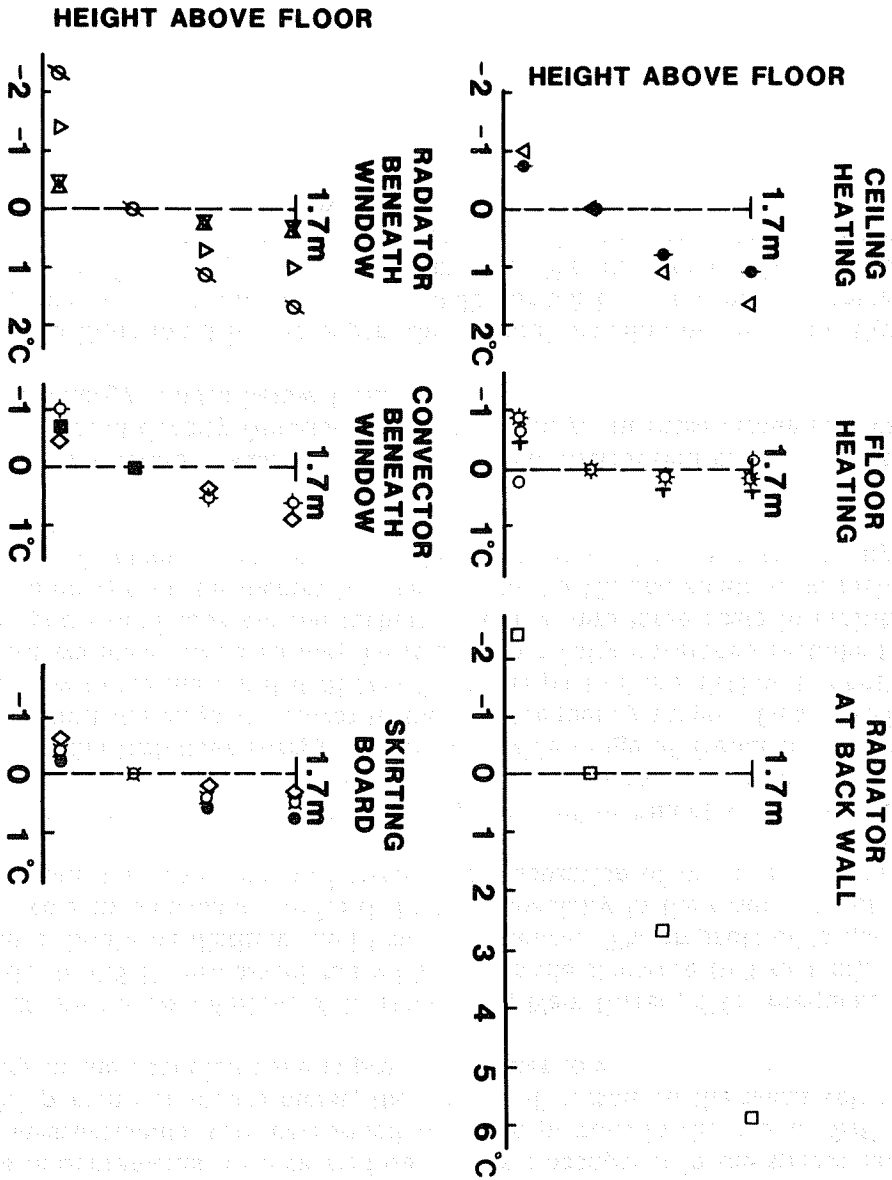 HEIGHT ABOVE FLOOR
CEILING
HEATING
1.7m
-2 -1 0 1 2°C
FLOOR
HEATING
-1 0 1°C
RADIATOR
AT BACK WALL
1.7m
-2 -1 0 1 2 3 4 5 6°C
HEIGHT ABOVE FLOOR
RADIATOR
BENEATH
WINDOW
1.7m
-2 -1 0 1 2°C
CONVECTOR
BENEATH
WINDOW
1.7m
-1 0 1°C
SKIRTING
BOARD
1.7m
-1 0 1°C